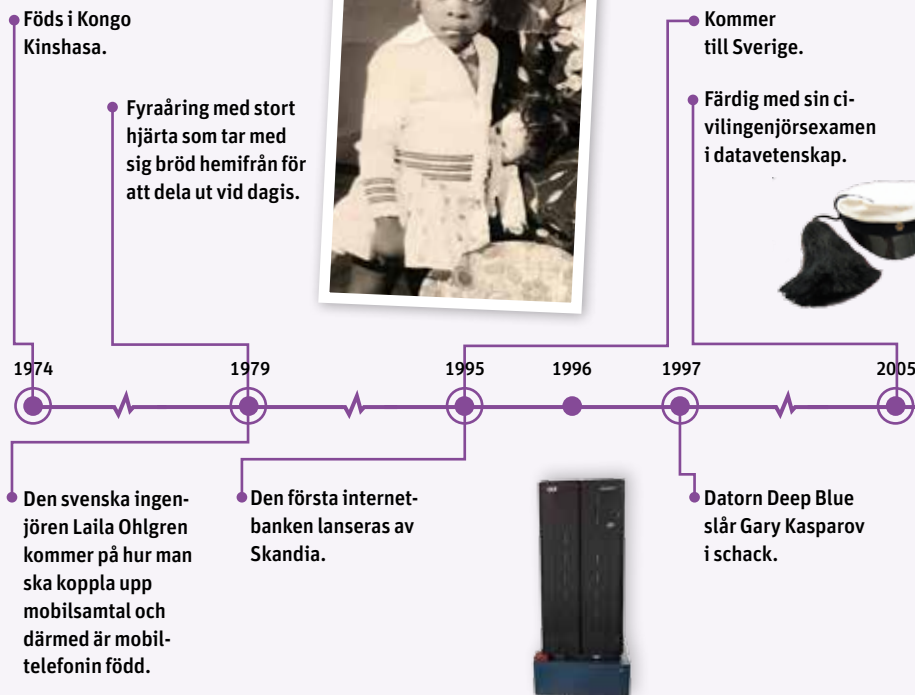 Föds i Kongo
Kinshasa.
Fyraåring med stort
hjärta som tar med
sig bröd hemifrån för
att dela ut vid dagis.
Kommer
till Sverige.
Färdig med sin ci-
vilingenjörsexamen
i datavetenskap.
1974
1979
1995
1996
1997
2005
Den svenska ingen-
jören Laila Ohlgren
kommer på hur man
ska koppla upp
mobilsamtal och
därmed är mobil-
telefonin född.
Den första internet-
banken lanseras av
Skandia.
Datorn Deep Blue
slår Gary Kasparov
i schack.